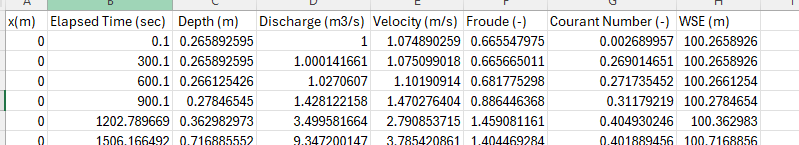 A B C D E F G H
x(m) Elapsed Time (sec) Depth (m) Discharge (m3/s) Velocity (m/s) Froude (-) Courant Number (-) WSE (m)
0 0.1 0.265892595 1 1.074890259 0.665547975 0.002689957 100.2658926
0 300.1 0.265892595 1.000141661 1.075099018 0.665665011 0.269014651 100.2658926
0 600.1 0.266125426 1.0270607 1.10190914 0.681775298 0.271735452 100.2661254
0 900.1 0.27846545 1.428122158 1.470276404 0.886446368 0.31179219 100.2784654
0 1202.789669 0.362982973 3.499581664 2.790853715 1.459081161 0.404930246 100.362983
0 1506.166492 0.716885552 9.347200147 3.785420861 1.404469284 0.401889456 100.7168856